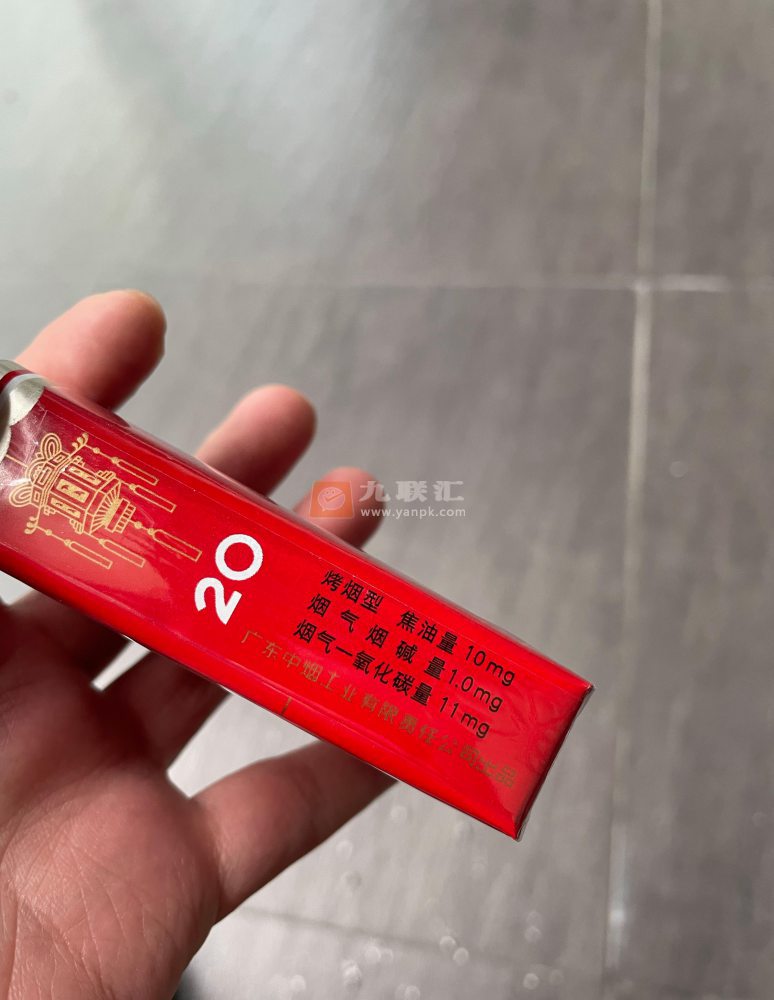 九联汇
www.yanpk.com
20
烤烟型 焦油量 10mg
烟气烟碱量 1.0mg
烟气一氧化碳量 11mg
广东中烟工业有限责任公司出品